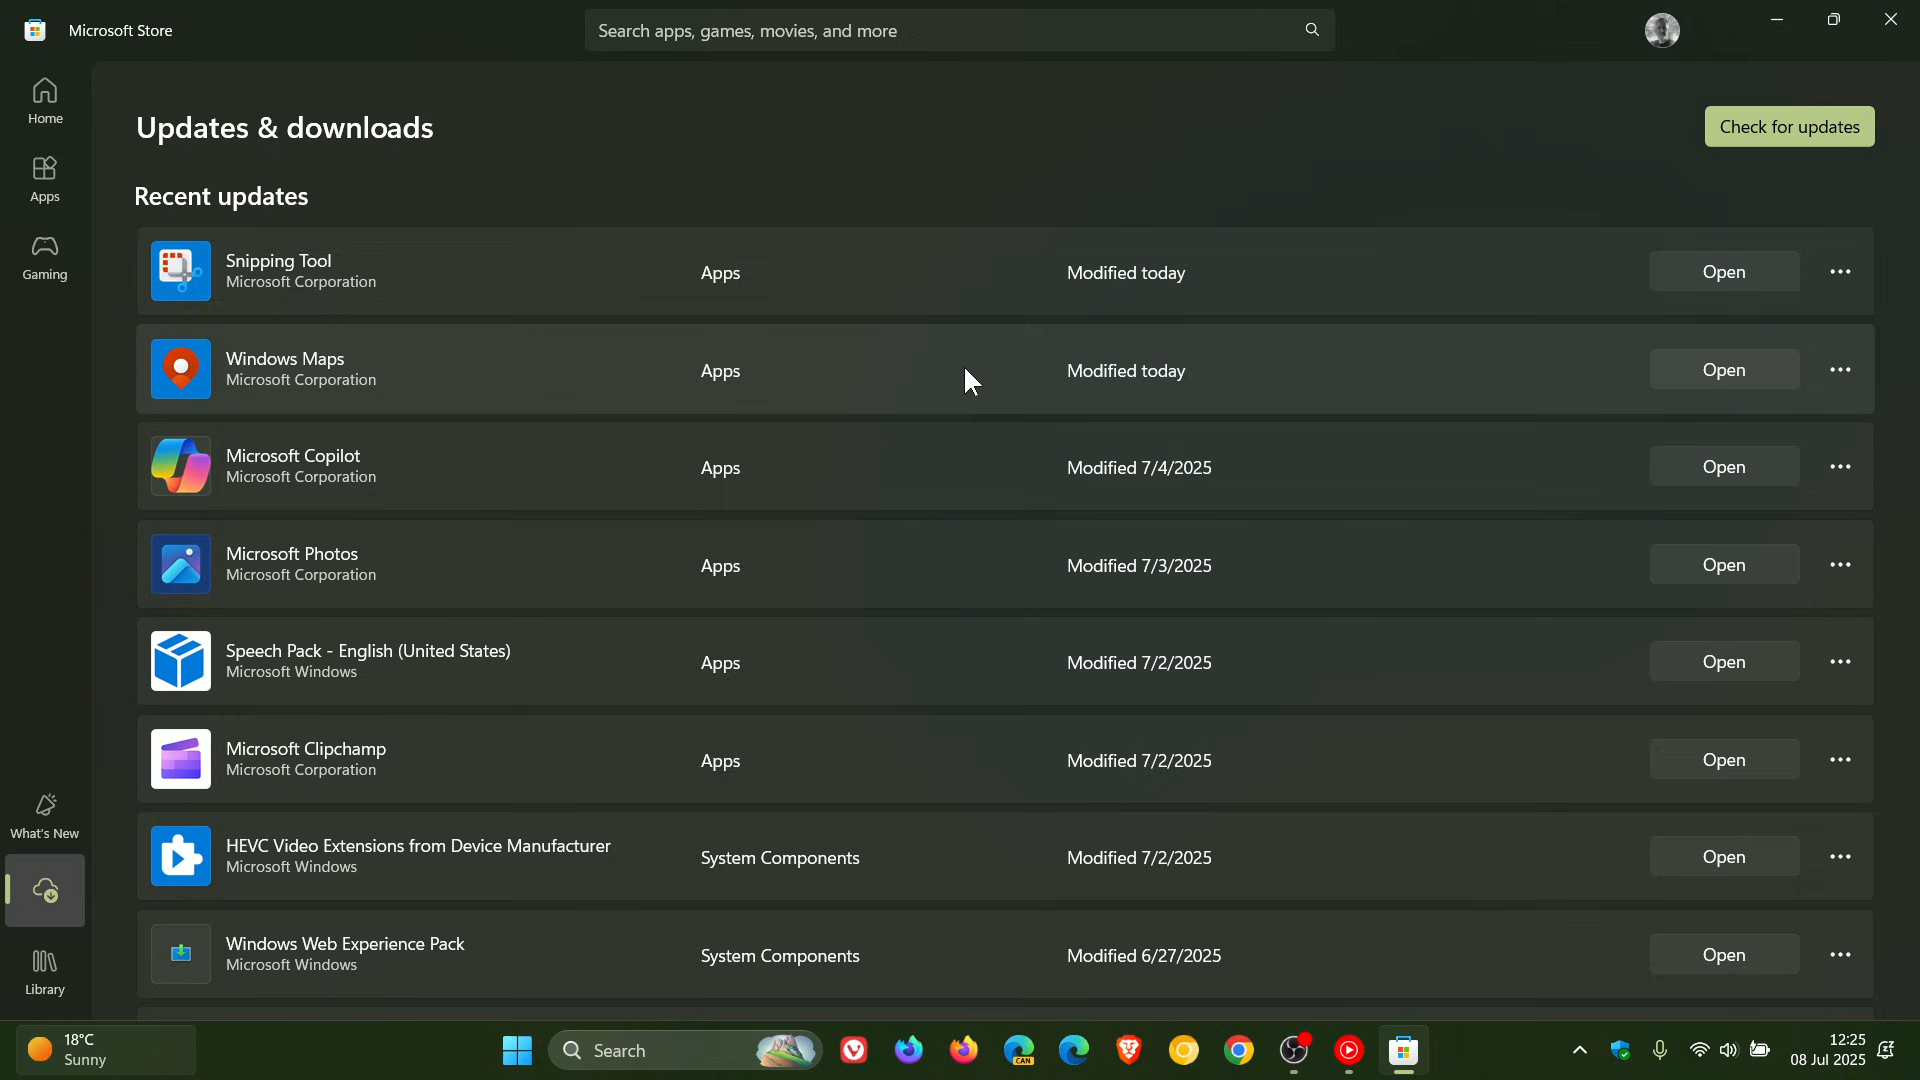 Microsoft Store
Search apps, games, movies, and more
Home
Apps
Gaming
What's New
Library
Updates & downloads
Check for updates
Recent updates
Snipping Tool
Microsoft Corporation
Apps
Modified today
Open
Windows Maps
Microsoft Corporation
Apps
Modified today
Open
Microsoft Copilot
Microsoft Corporation
Apps
Modified 7/4/2025
Open
Microsoft Photos
Microsoft Corporation
Apps
Modified 7/3/2025
Open
Speech Pack - English (United States)
Microsoft Windows
Apps
Modified 7/2/2025
Open
Microsoft Clipchamp
Microsoft Corporation
Apps
Modified 7/2/2025
Open
HEVC Video Extensions from Device Manufacturer
Microsoft Windows
System Components
Modified 7/2/2025
Open
Windows Web Experience Pack
Microsoft Windows
System Components
Modified 6/27/2025
Open
18°C
Sunny
Search
CAN
12:25
08 Jul 2025